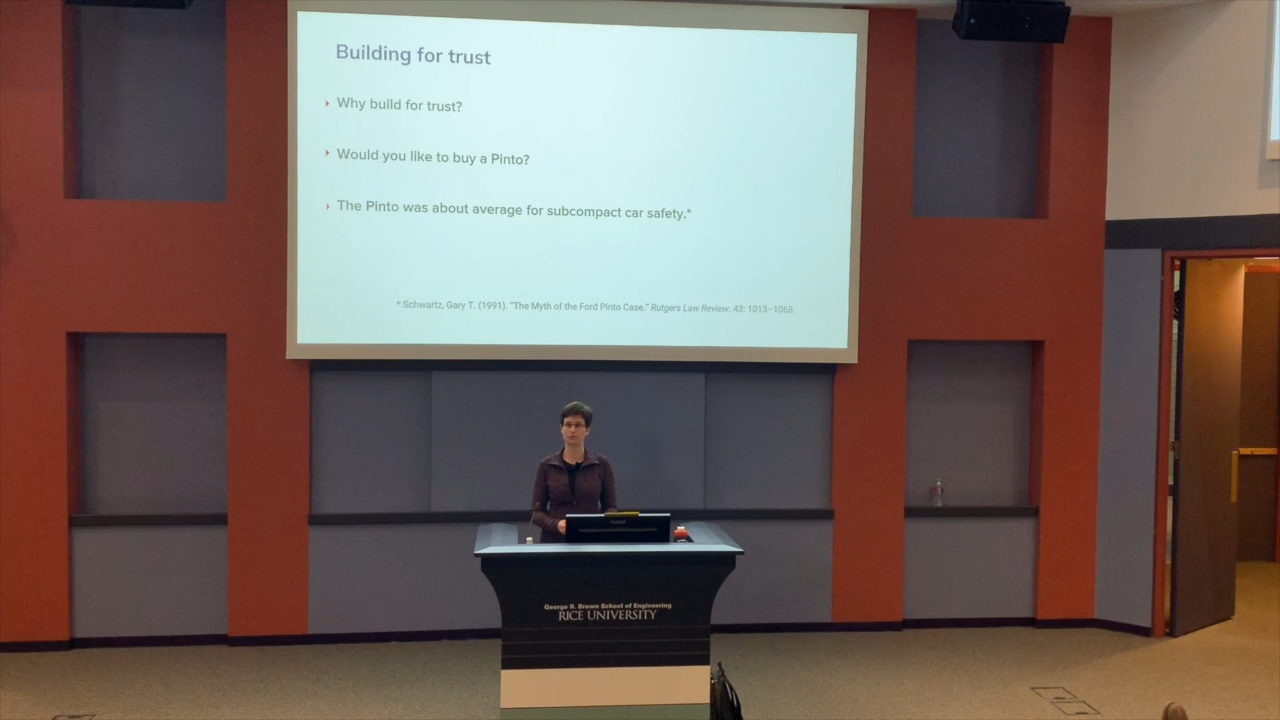 Building for trust
Why build for trust?
Would you like to buy a Pinto?
The Pinto was about average for subcompact car safety.*
* Schwartz, Gary T. (1991). "The Myth of the Ford Pinto Case." Rutgers Law Review. 43: 1013–1068.
George R. Brown School of Engineering
RICE UNIVERSITY